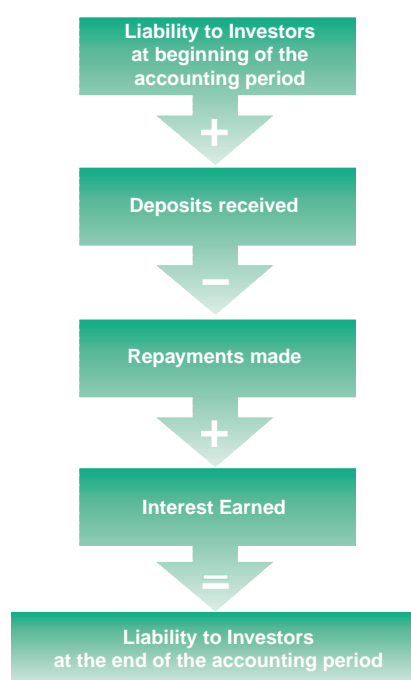 Liability to Investors
at beginning of the
accounting period
+
Deposits received
−
Repayments made
+
Interest Earned
=
Liability to Investors
at the end of the accounting period